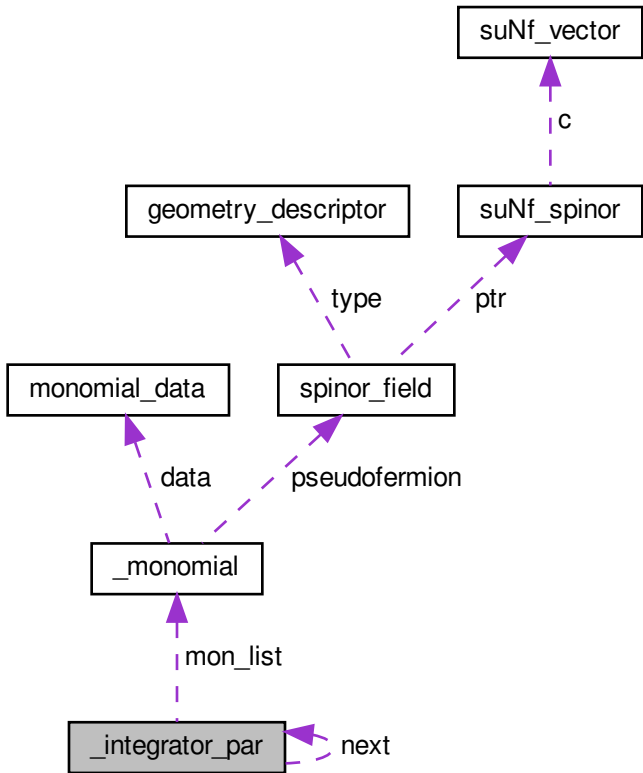 suNf_vector
c
geometry_descriptor
suNf_spinor
type
ptr
monomial_data
spinor_field
data
pseudofermion
_monomial
mon_list
_integrator_par
next